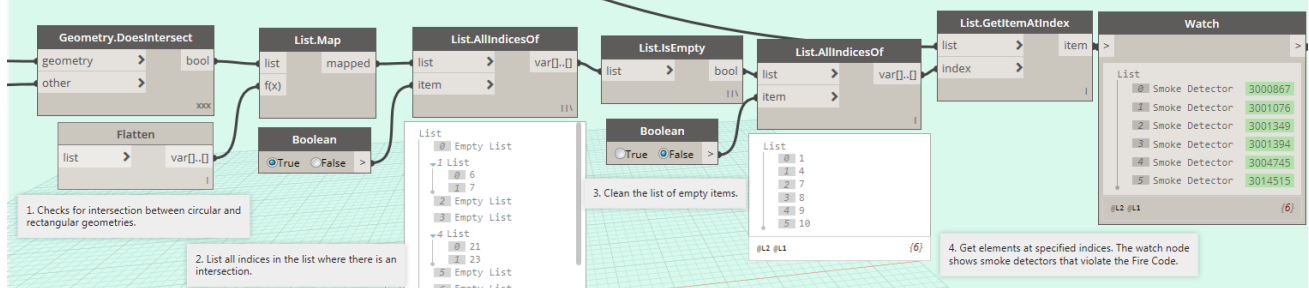 Geometry.DoesIntersect
geometry > bool
other >
xxx
Flatten
list > var[]..[]
l
1. Checks for intersection between circular and
rectangular geometries.
List.Map
list mapped
f(x)
Boolean
True False >
2. List all indices in the list where there is an
intersection.
List.AllIndicesOf
list > var[]..[]
item >
ll\
List
0 Empty List
1 List
0 6
1 7
2 Empty List
3 Empty List
4 List
0 21
1 23
5 Empty List
6 Empty List
List.IsEmpty
list > bool
ll\
Boolean
True False >
3. Clean the list of empty items.
List.AllIndicesOf
list > var[]..[]
item >
l
List
0 1
1 4
2 7
3 8
4 9
5 10
@L2 @L1 {6}
List.GetItemAtIndex
list > item
index >
l
Watch
> >
List
0 Smoke Detector 3000867
1 Smoke Detector 3001076
2 Smoke Detector 3001349
3 Smoke Detector 3001394
4 Smoke Detector 3004745
5 Smoke Detector 3014515
@L2 @L1 {6}
4. Get elements at specified indices. The watch node
shows smoke detectors that violate the Fire Code.